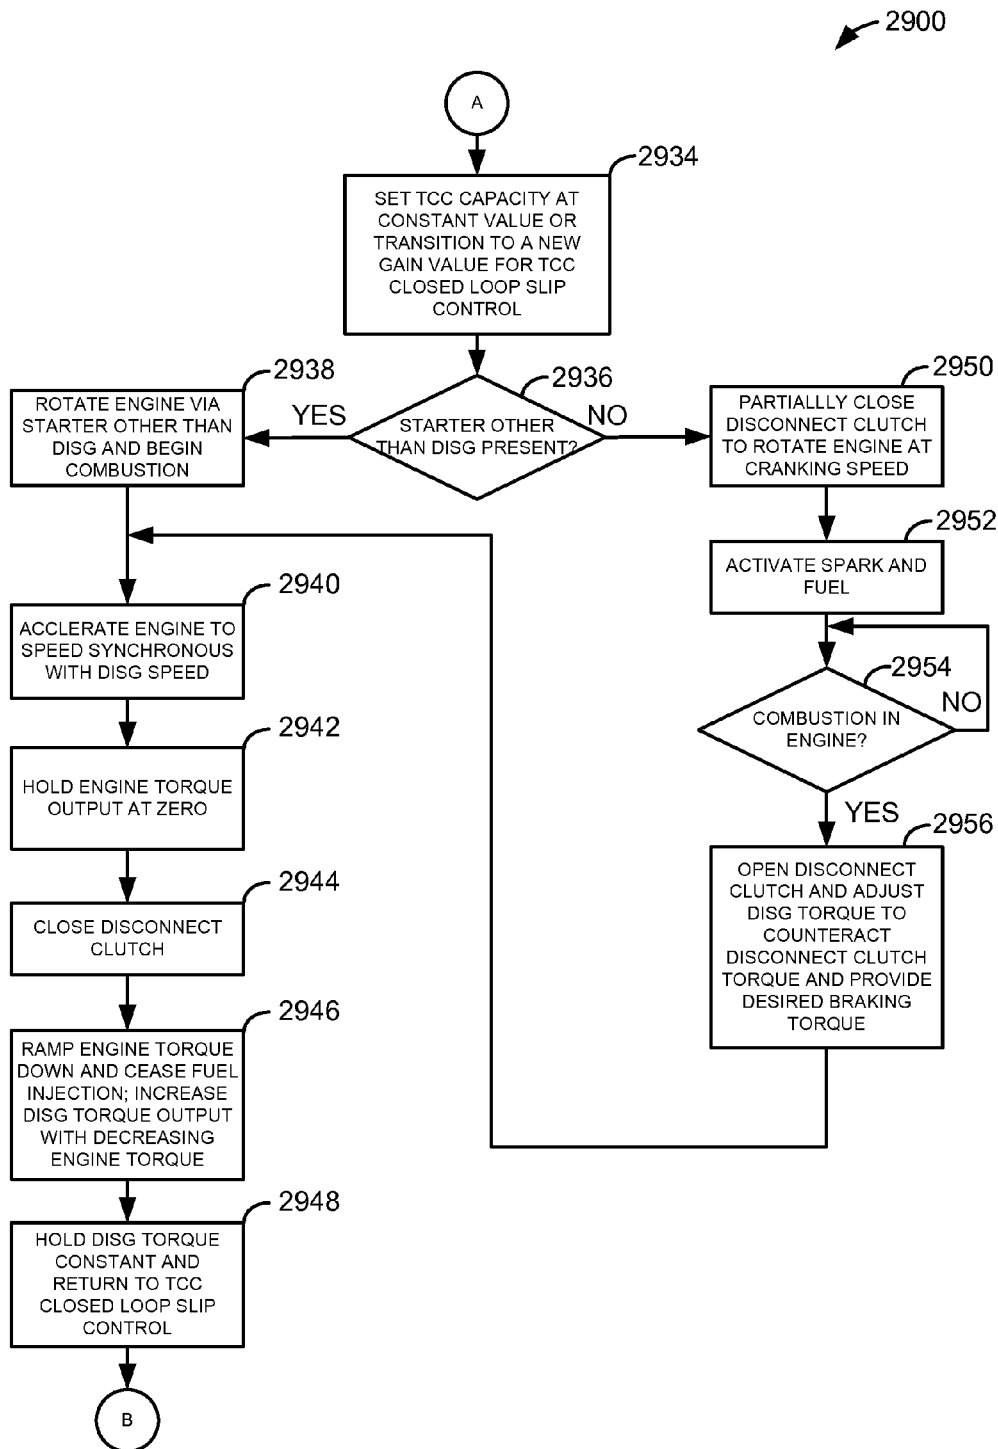 2900
A
2934
SET TCC CAPACITY AT
CONSTANT VALUE OR
TRANSITION TO A NEW
GAIN VALUE FOR TCC
CLOSED LOOP SLIP
CONTROL
2936
STARTER OTHER
THAN DISG PRESENT?
YES
NO
2938
ROTATE ENGINE VIA
STARTER OTHER THAN
DISG AND BEGIN
COMBUSTION
2940
ACCLERATE ENGINE TO
SPEED SYNCHRONOUS
WITH DISG SPEED
2942
HOLD ENGINE TORQUE
OUTPUT AT ZERO
2944
CLOSE DISCONNECT
CLUTCH
2946
RAMP ENGINE TORQUE
DOWN AND CEASE FUEL
INJECTION; INCREASE
DISG TORQUE OUTPUT
WITH DECREASING
ENGINE TORQUE
2948
HOLD DISG TORQUE
CONSTANT AND
RETURN TO TCC
CLOSED LOOP SLIP
CONTROL
B
2950
PARTIALLLY CLOSE
DISCONNECT CLUTCH
TO ROTATE ENGINE AT
CRANKING SPEED
2952
ACTIVATE SPARK AND
FUEL
2954
COMBUSTION IN
ENGINE?
NO
YES
2956
OPEN DISCONNECT
CLUTCH AND ADJUST
DISG TORQUE TO
COUNTERACT
DISCONNECT CLUTCH
TORQUE AND PROVIDE
DESIRED BRAKING
TORQUE